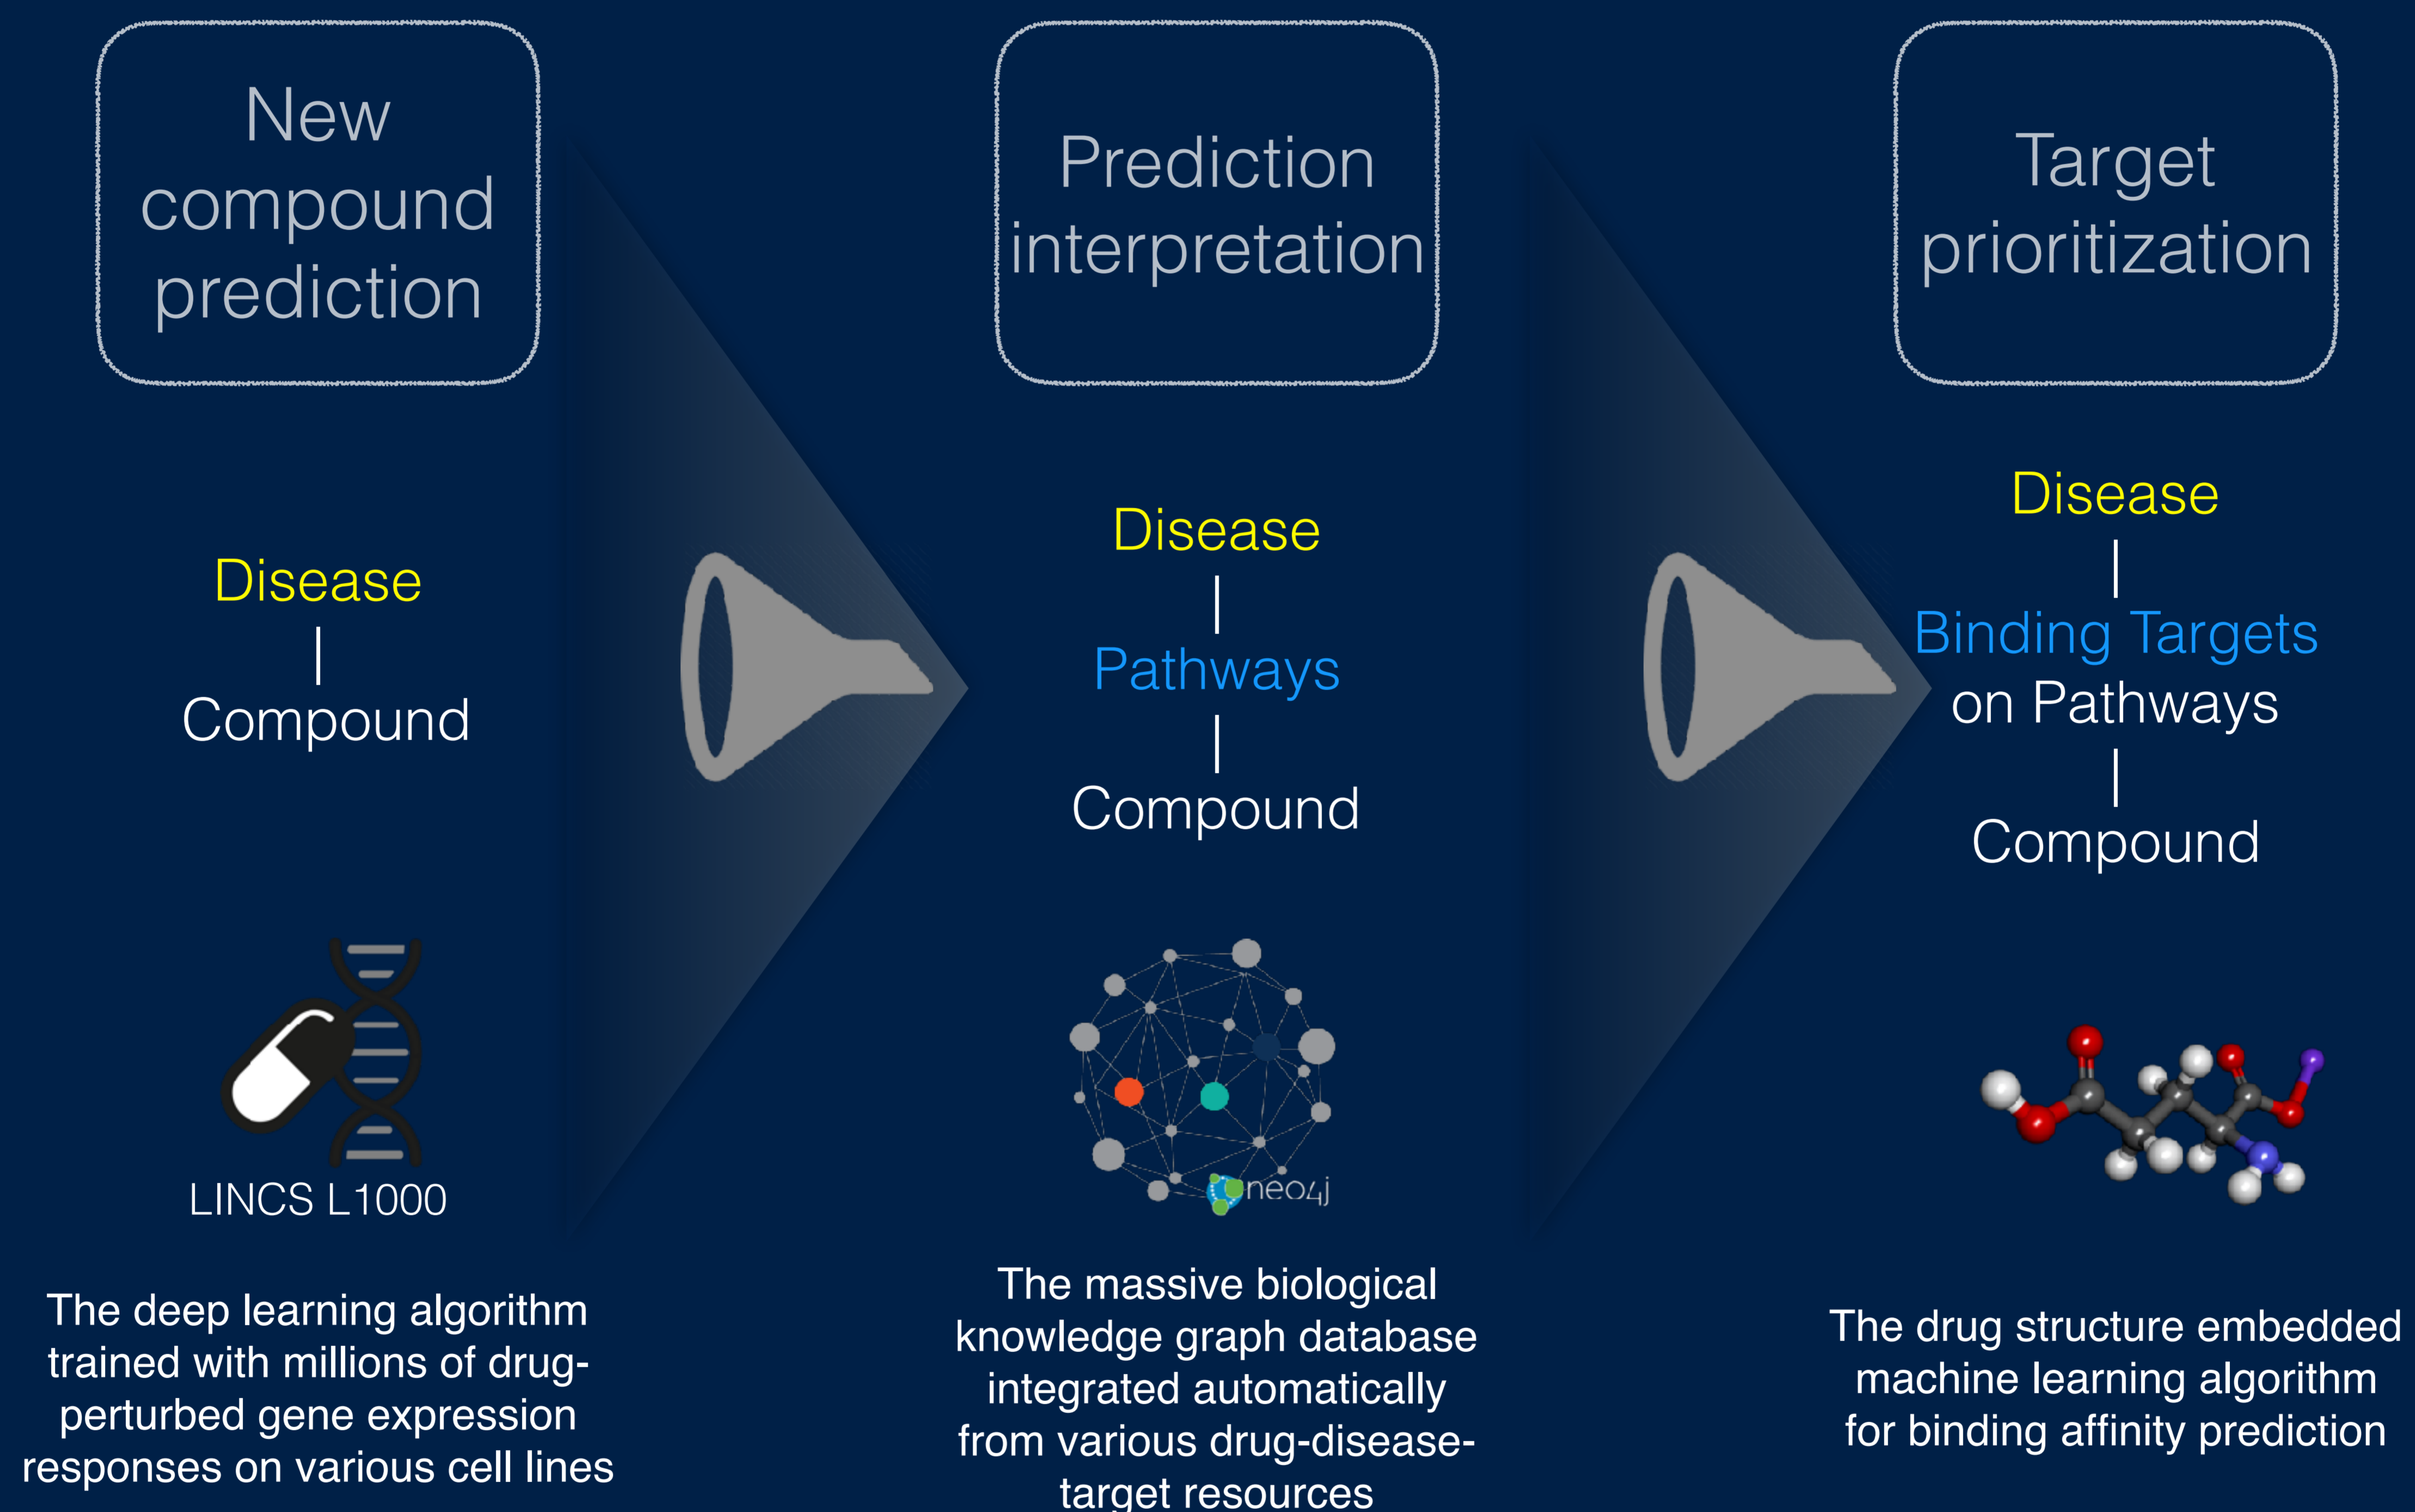 New
compound
prediction
Disease
Compound
LINCS L1000
The deep learning algorithm
trained with millions of drug-
perturbed gene expression
responses on various cell lines
Prediction
interpretation
Disease
Pathways
Compound
neo4j
The massive biological
knowledge graph database
integrated automatically
from various drug-disease-
target resources
Target
prioritization
Disease
Binding Targets
on Pathways
Compound
The drug structure embedded
machine learning algorithm
for binding affinity prediction